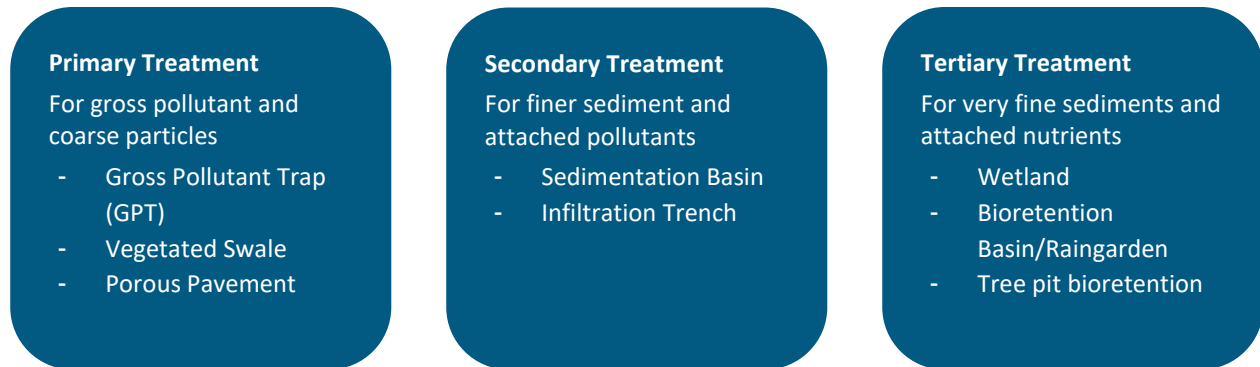 Primary Treatment
For gross pollutant and
coarse particles
- Gross Pollutant Trap
(GPT)
- Vegetated Swale
- Porous Pavement
Secondary Treatment
For finer sediment and
attached pollutants
- Sedimentation Basin
- Infiltration Trench
Tertiary Treatment
For very fine sediments and
attached nutrients
- Wetland
- Bioretention
Basin/Raingarden
- Tree pit bioretention